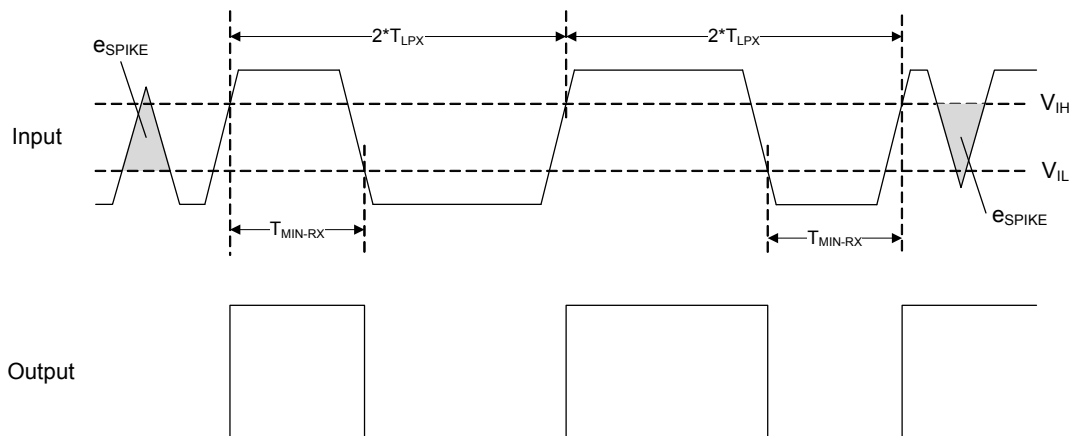 2*TLPX
2*TLPX
eSPIKE
VIH
Input
VIL
eSPIKE
TMIN-RX
TMIN-RX
Output